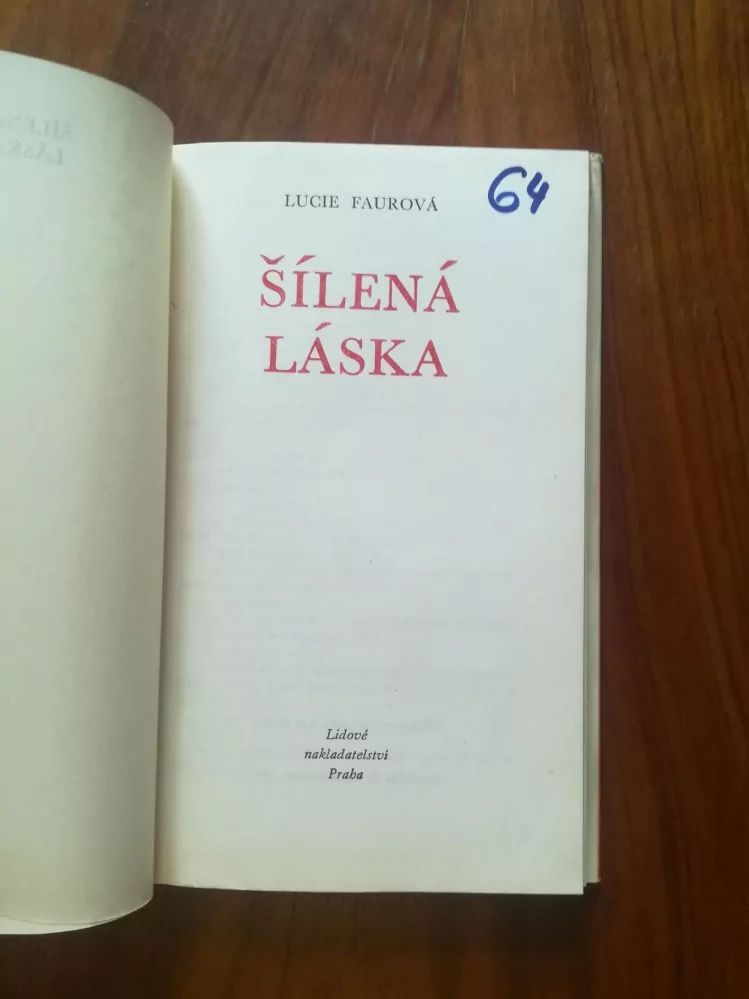 LUCIE FAUROVÁ
64
ŠÍLENÁ
LÁSKA
Lidové
nakladatelství
Praha